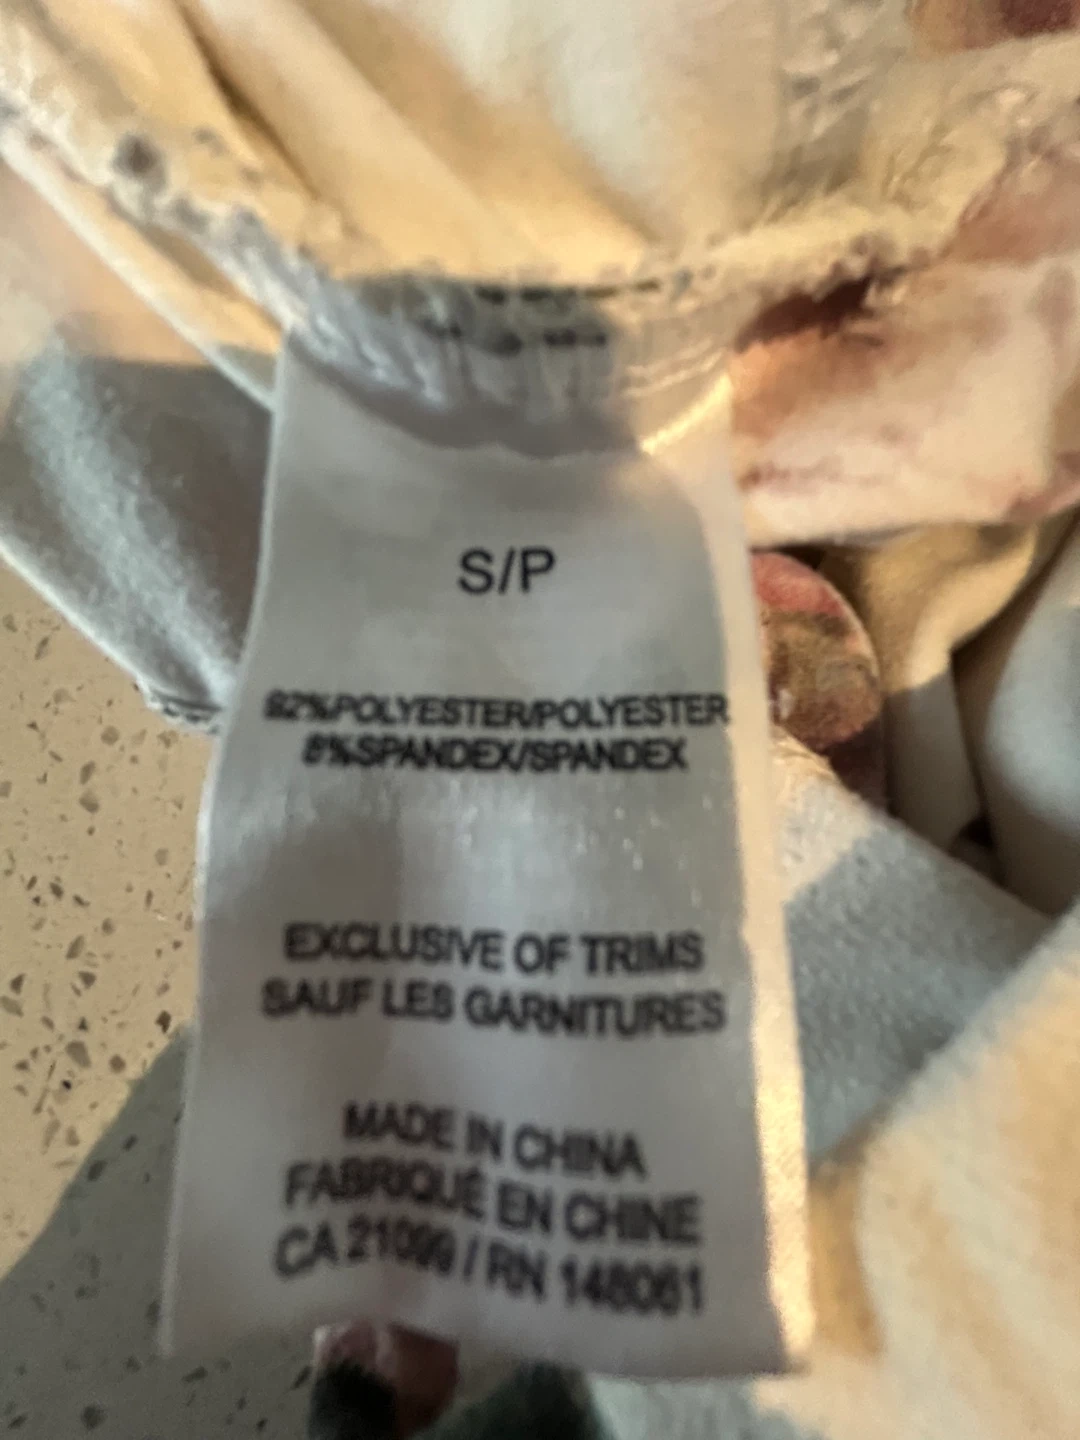 S/P
92%POLYESTER/POLYESTER
8%SPANDEX/SPANDEX
EXCLUSIVE OF TRIMS
SAUF LES GARNITURES
MADE IN CHINA
FABRIQUÉ EN CHINE
CA 21099 / RN 148061